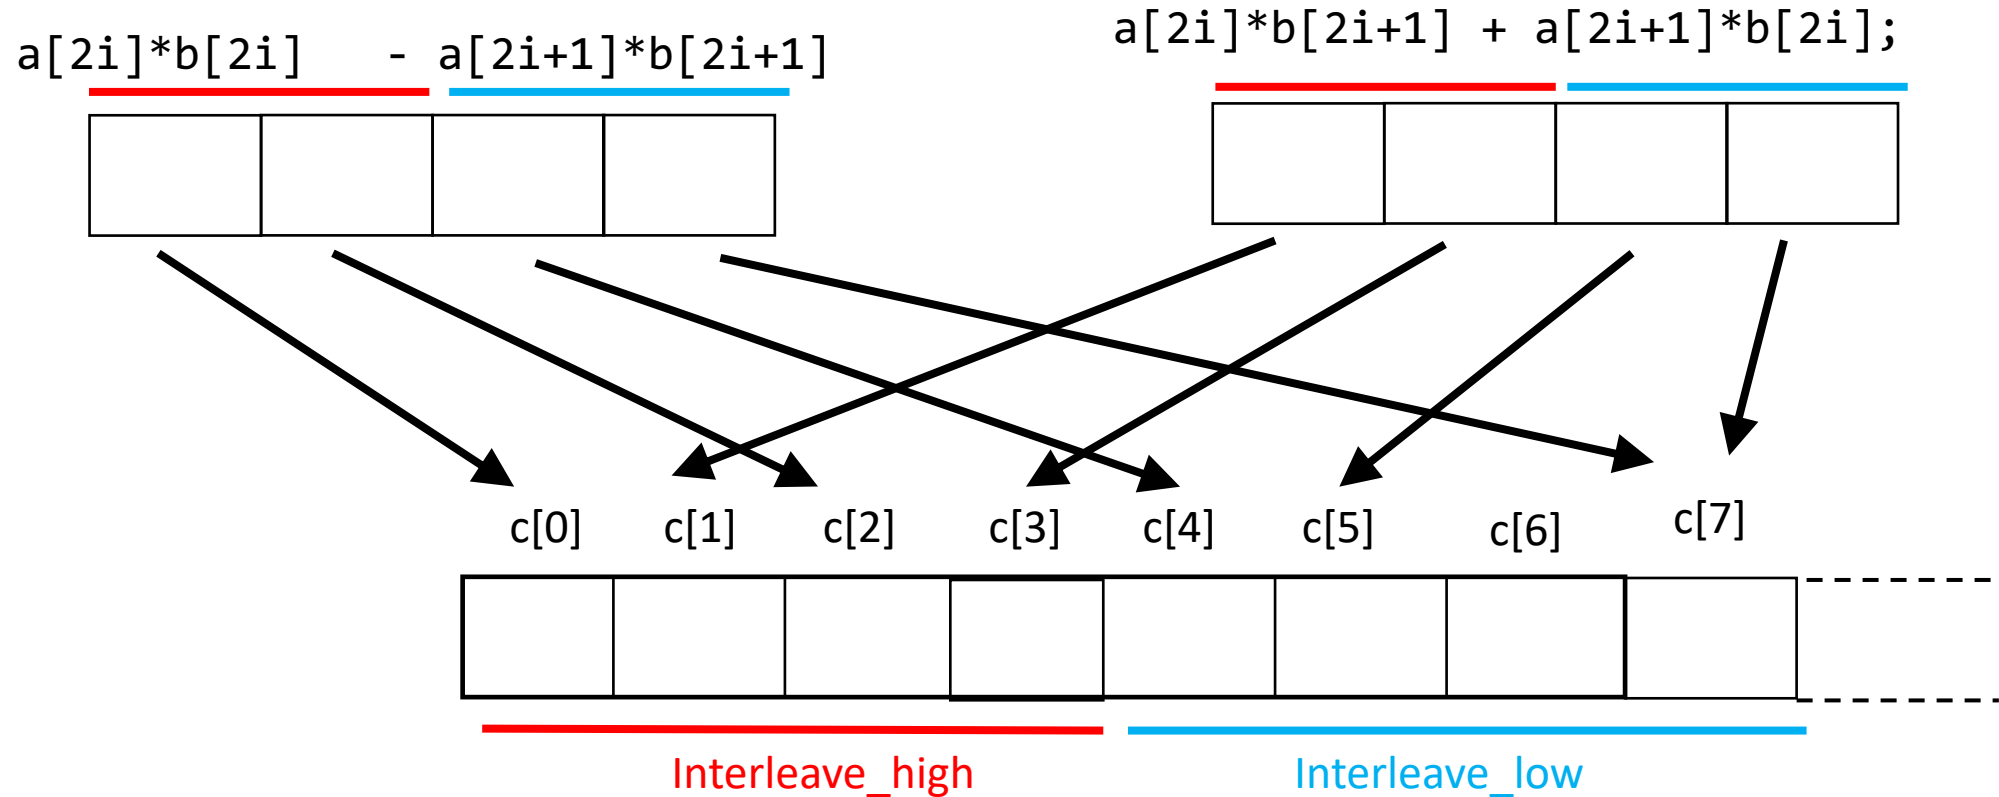 a[2i]*b[2i] - a[2i+1]*b[2i+1]
a[2i]*b[2i+1] + a[2i+1]*b[2i];
c[0] c[1] c[2] c[3] c[4] c[5] c[6] c[7]
Interleave_high Interleave_low